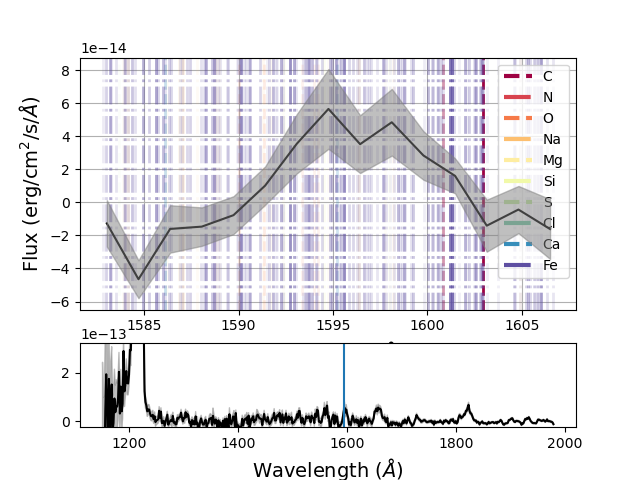 1e−14
8
6
4
2
0
−2
−4
−6
Flux (erg/cm²/s/Å)
C
N
O
Na
Mg
Si
S
Cl
Ca
Fe
1585 1590 1595 1600 1605
1e−13
2
0
1200 1400 1600 1800 2000
Wavelength (Å)